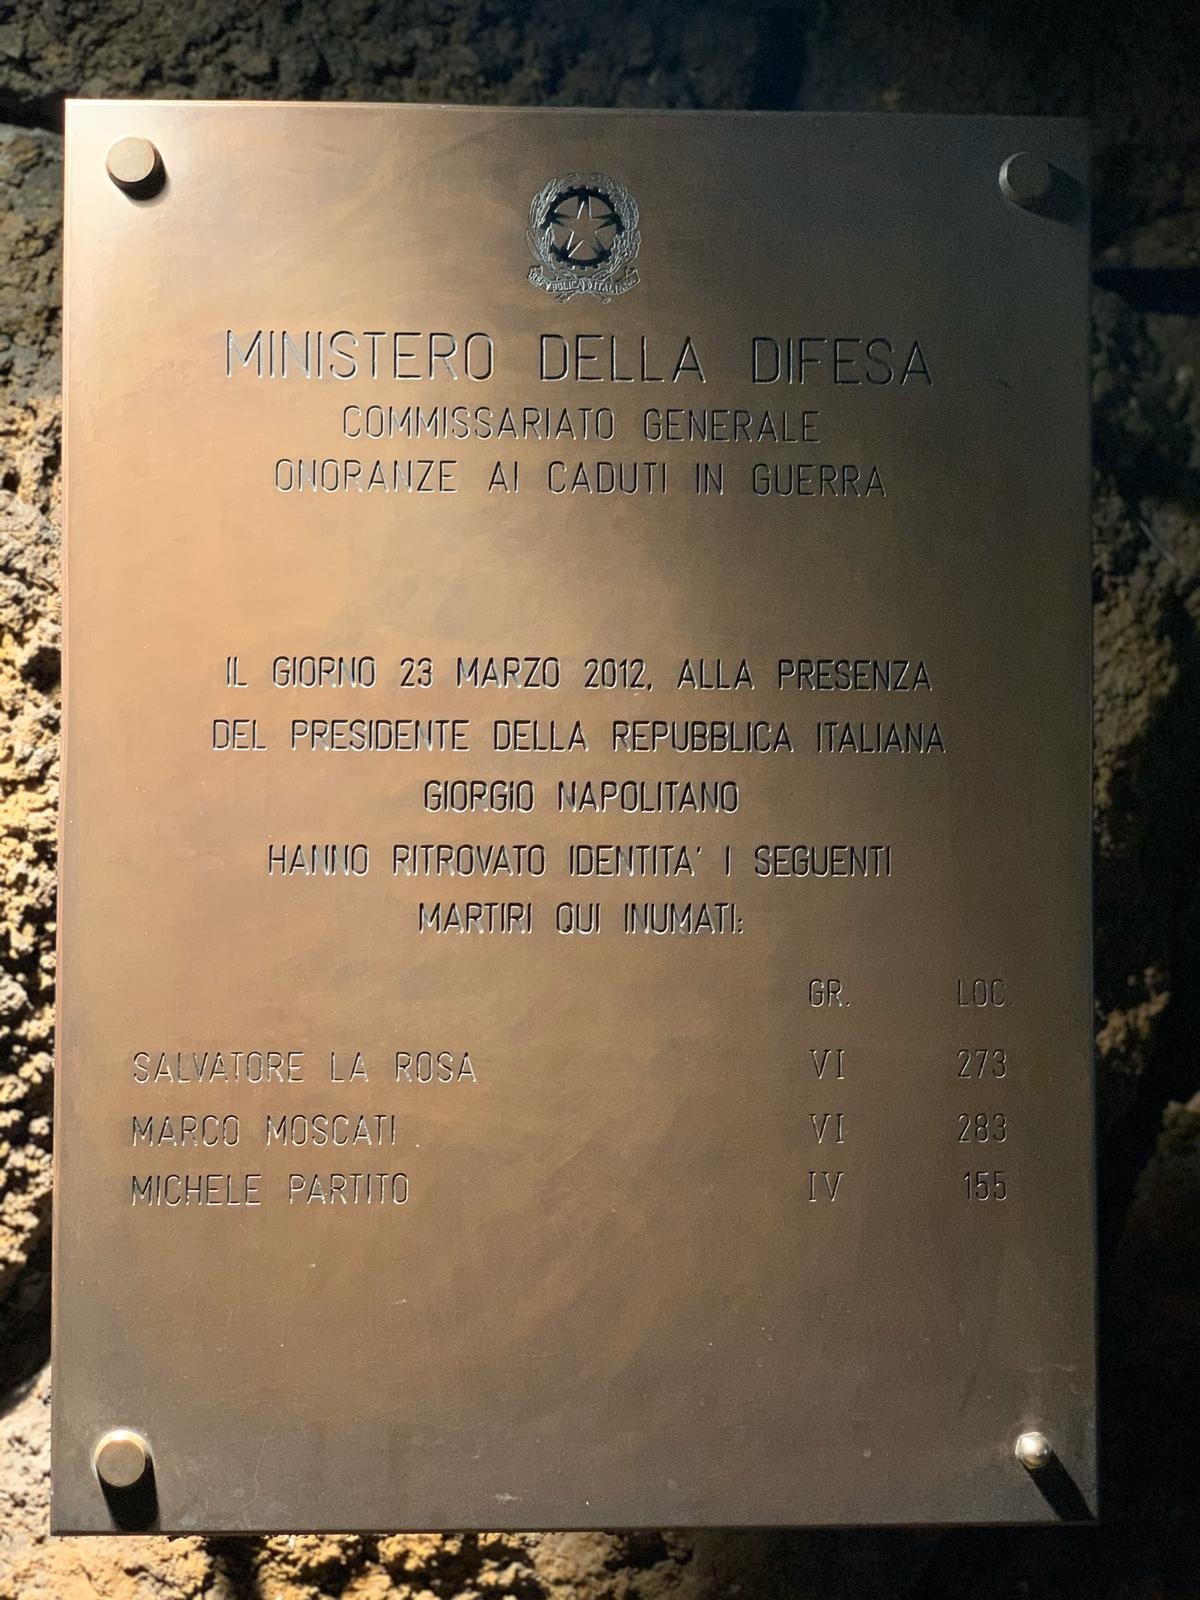 REPVBBLICA ITALIANA
MINISTERO DELLA DIFESA
COMMISSARIATO GENERALE
ONORANZE AI CADUTI IN GUERRA
IL GIORNO 23 MARZO 2012, ALLA PRESENZA
DEL PRESIDENTE DELLA REPUBBLICA ITALIANA
GIORGIO NAPOLITANO
HANNO RITROVATO IDENTITA' I SEGUENTI
MARTIRI QUI INUMATI:
GR. LOC.
SALVATORE LA ROSA VI 273
MARCO MOSCATI VI 283
MICHELE PARTITO IV 155